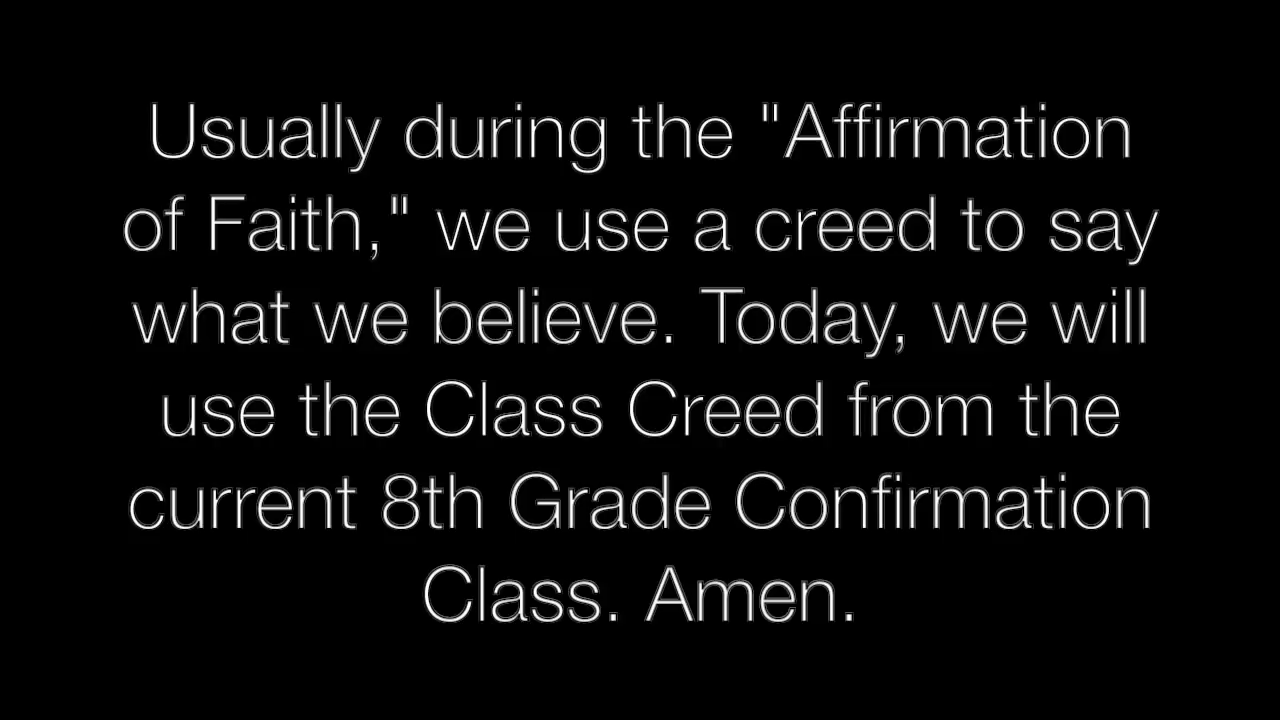 Usually during the "Affirmation
of Faith," we use a creed to say
what we believe. Today, we will
use the Class Creed from the
current 8th Grade Confirmation
Class. Amen.